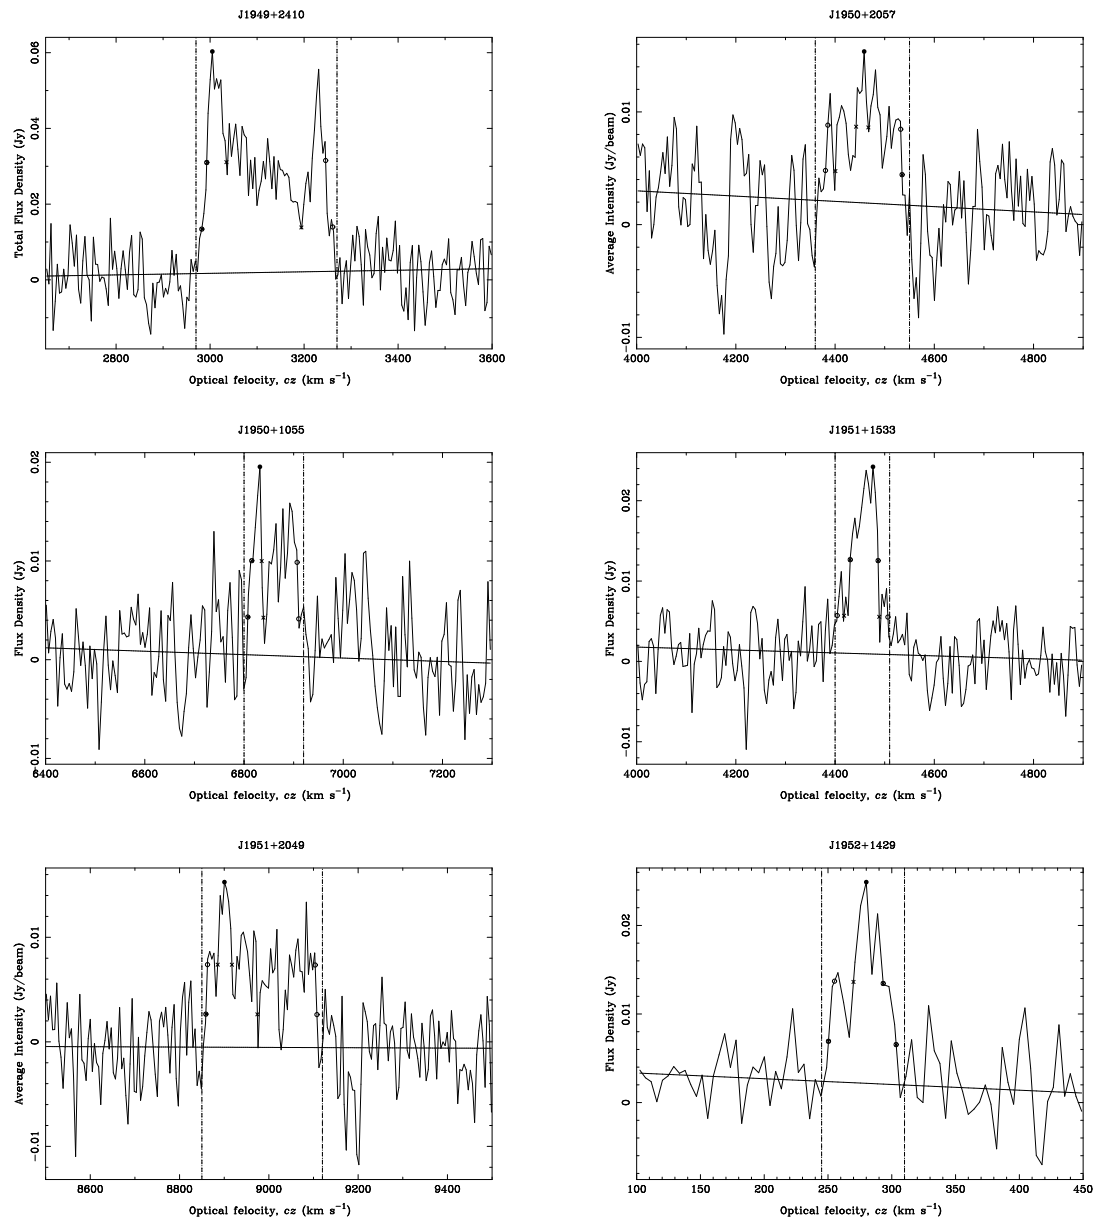 J1949+2410
Total Flux Density (Jy)
0.06
0.04
0.02
0
2800 3000 3200 3400 3600
Optical felocity, cz (km s⁻¹)
J1950+2057
Average Intensity (Jy/beam)
0.01
0
−0.01
4000 4200 4400 4600 4800
Optical felocity, cz (km s⁻¹)
J1950+1055
Flux Density (Jy)
0.02
0.01
0
−0.01
6400 6600 6800 7000 7200
Optical felocity, cz (km s⁻¹)
J1951+1533
Flux Density (Jy)
0.02
0.01
0
−0.01
4000 4200 4400 4600 4800
Optical felocity, cz (km s⁻¹)
J1951+2049
Average Intensity (Jy/beam)
0.01
0
−0.01
8600 8800 9000 9200 9400
Optical felocity, cz (km s⁻¹)
J1952+1429
Flux Density (Jy)
0.02
0.01
0
100 150 200 250 300 350 400 450
Optical felocity, cz (km s⁻¹)